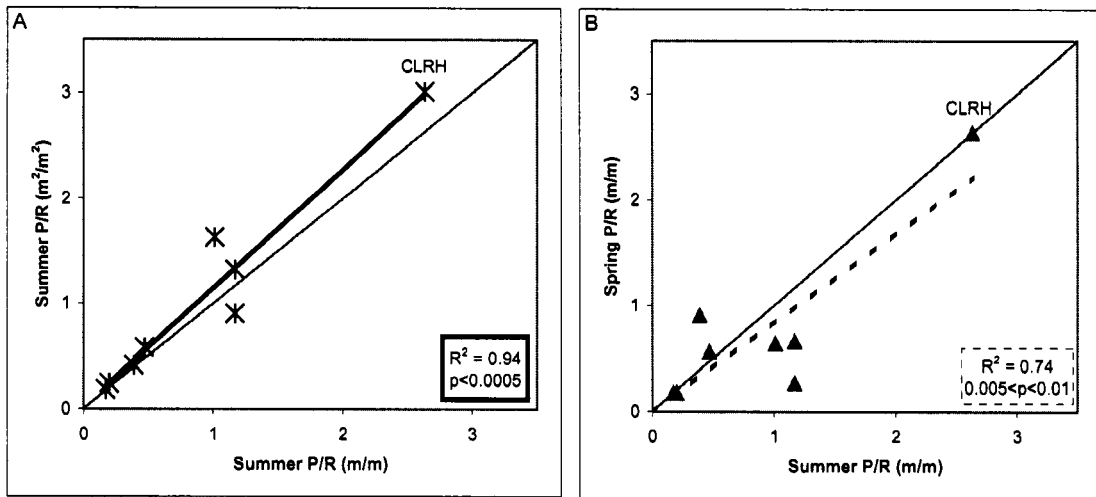 A
CLRH
3
2
1
0
Summer P/R (m²/m²)
R² = 0.94
p<0.0005
0
1
2
3
Summer P/R (m/m)
B
CLRH
3
2
1
0
Spring P/R (m/m)
R² = 0.74
0.005<p<0.01
0
1
2
3
Summer P/R (m/m)